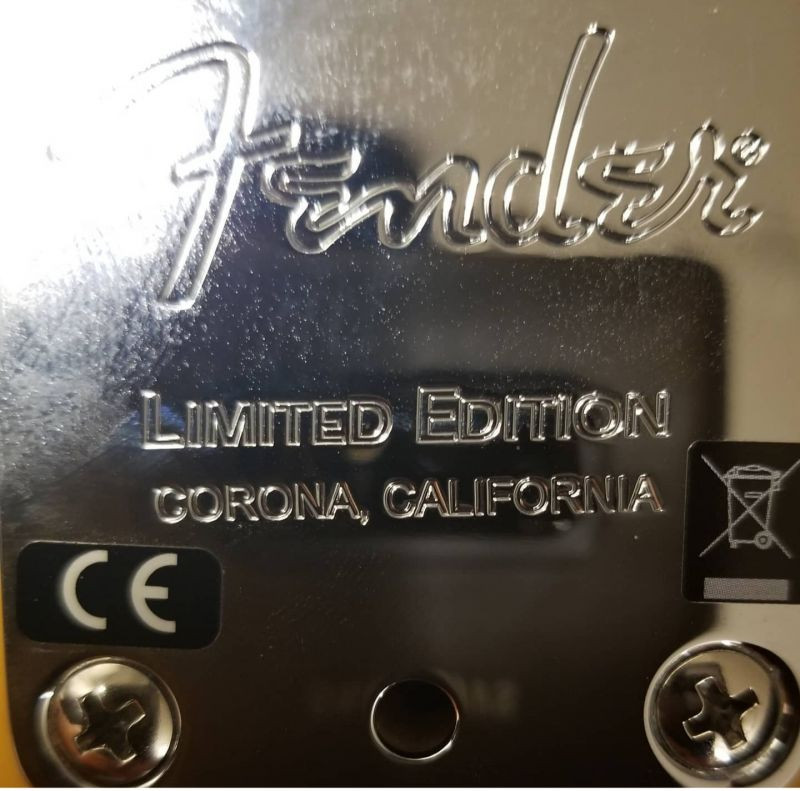 Fender®
LIMITED EDITION
CORONA, CALIFORNIA
CE